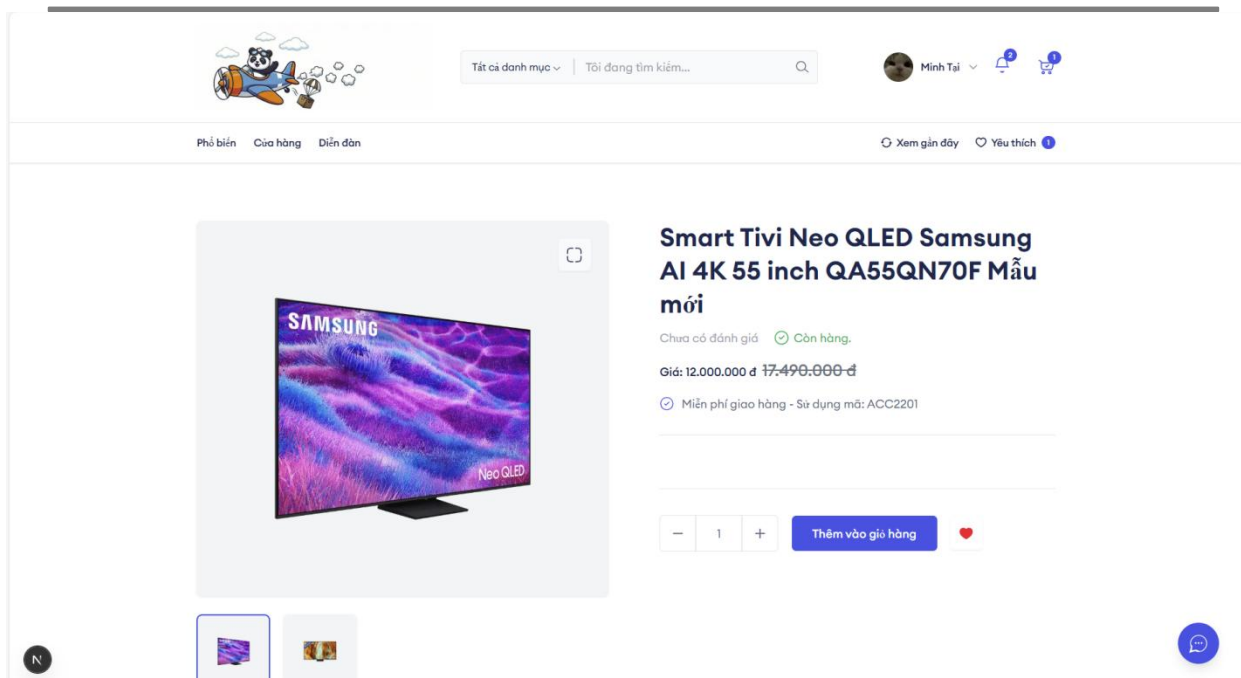 Tất cả danh mục
Tôi đang tìm kiếm...
Minh Tại
2
1
Phổ biến
Cửa hàng
Diễn đàn
Xem gần đây
Yêu thích 1
SAMSUNG
Neo QLED
Smart Tivi Neo QLED Samsung
AI 4K 55 inch QA55QN70F Mẫu
mới
Chưa có đánh giá
Còn hàng.
Giá: 12.000.000 đ 17.490.000 đ
Miễn phí giao hàng - Sử dụng mã: ACC2201
− 1 +
Thêm vào giỏ hàng
N